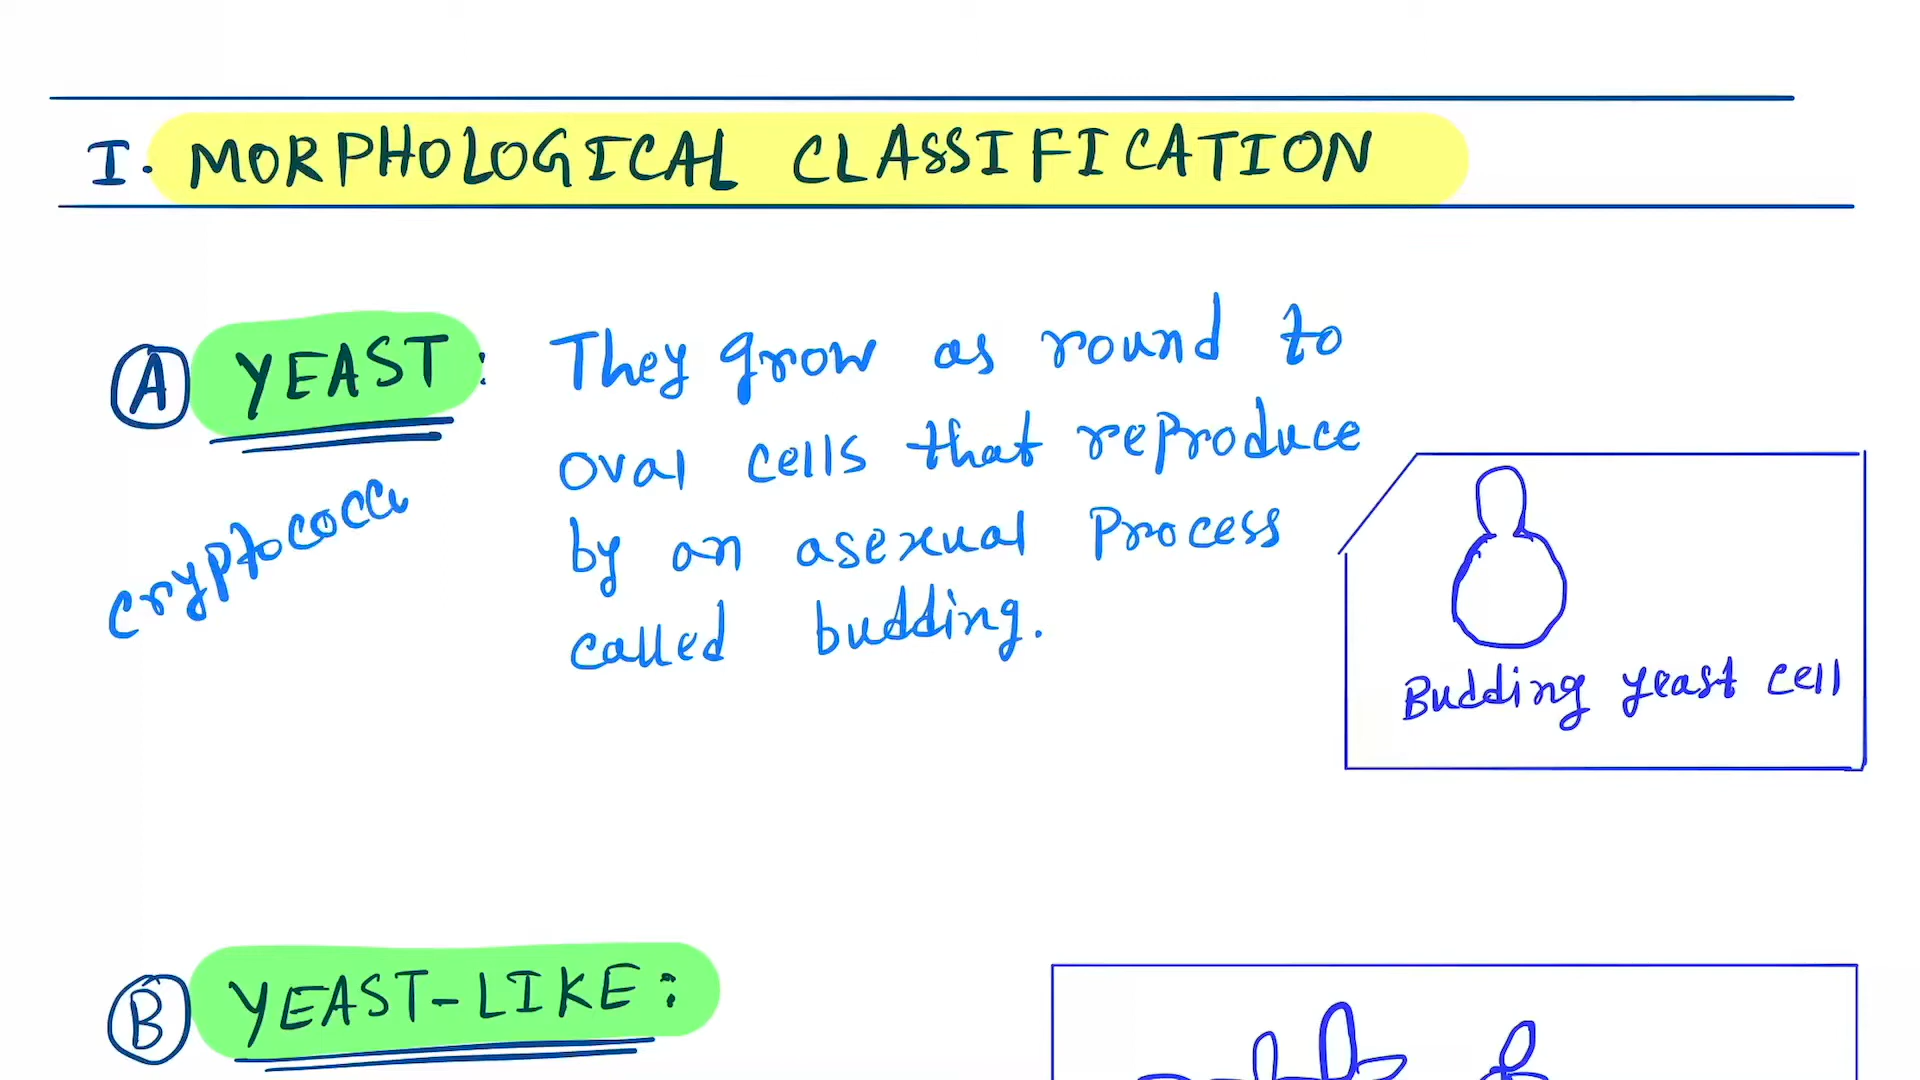 I. MORPHOLOGICAL CLASSIFICATION
A YEAST: They grow as round to
oval cells that reproduce
by an asexual process
called budding.
cryptococci
Budding yeast cell
B YEAST-LIKE: